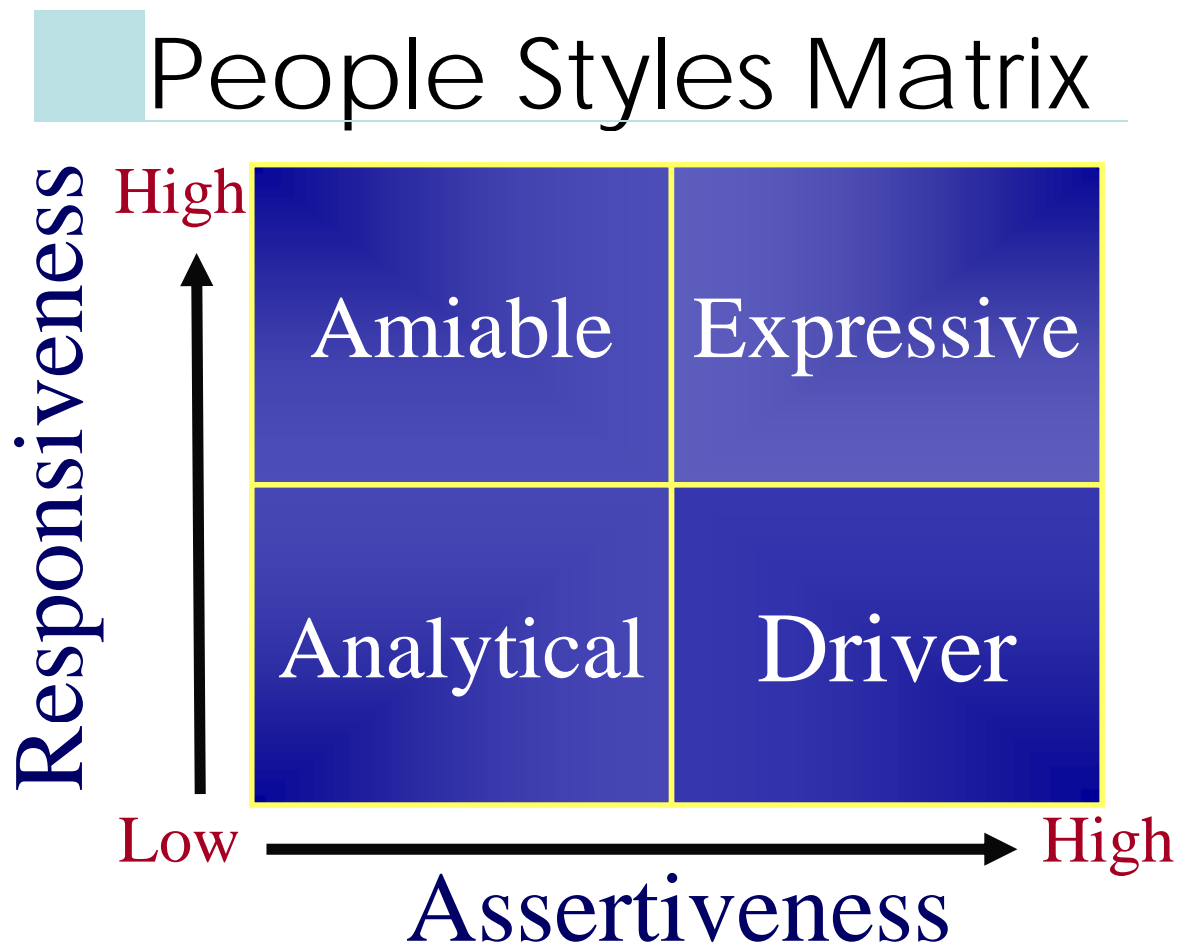 People Styles Matrix
Responsiveness
High
Amiable
Expressive
Analytical
Driver
Low
High
Assertiveness